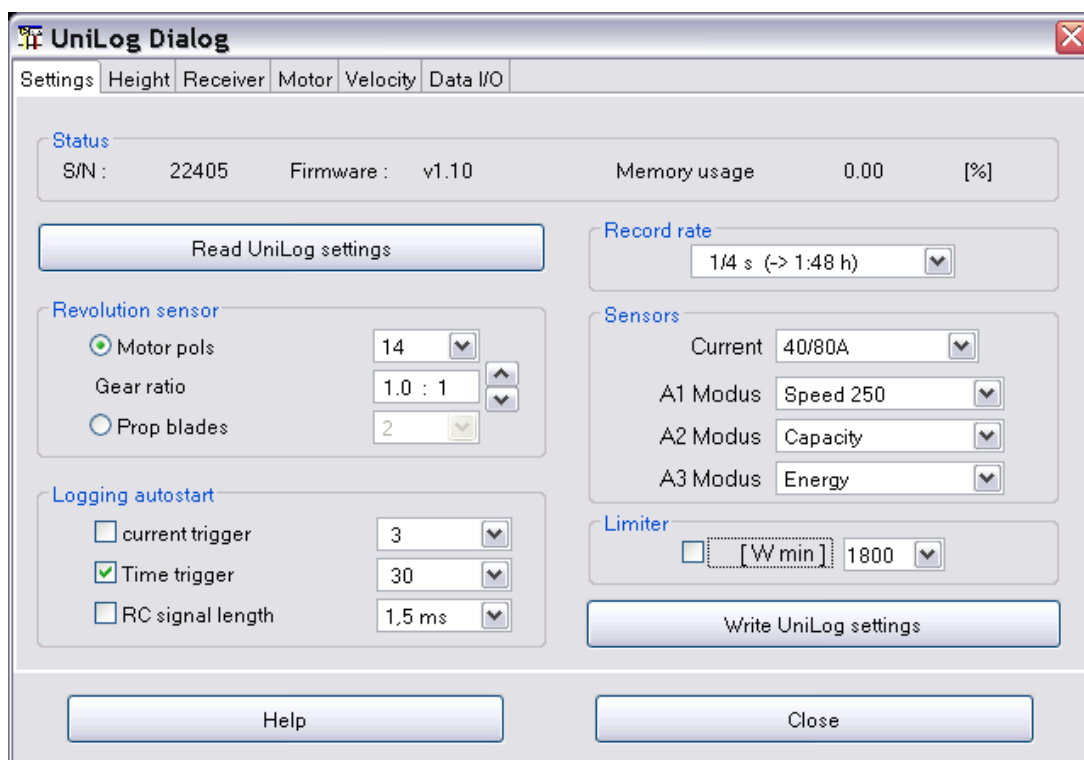 UniLog Dialog
Settings Height Receiver Motor Velocity Data I/O
Status
S/N : 22405 Firmware : v1.10 Memory usage 0.00 [%]
Read UniLog settings
Record rate
1/4 s (-> 1:48 h)
Revolution sensor
Motor pols 14
Gear ratio 1.0 : 1
Prop blades 2
Sensors
Current 40/80A
A1 Modus Speed 250
A2 Modus Capacity
A3 Modus Energy
Logging autostart
current trigger 3
Time trigger 30
RC signal length 1,5 ms
Limiter
[ W min ] 1800
Write UniLog settings
Help Close